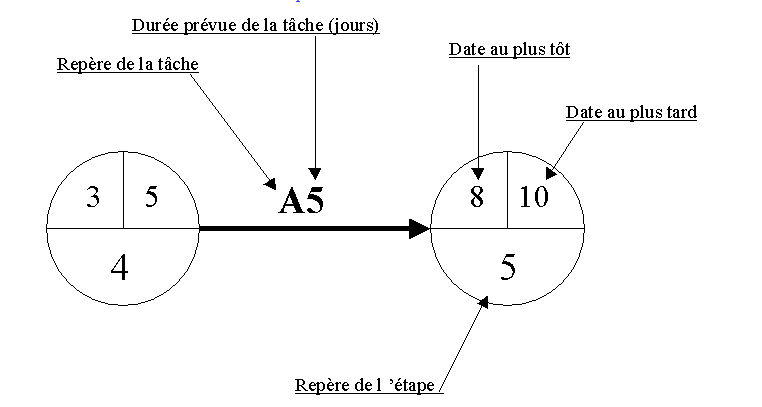 Durée prévue de la tâche (jours)
Date au plus tôt
Repère de la tâche
Date au plus tard
3 5
A5
8 10
4
5
Repère de l ’étape